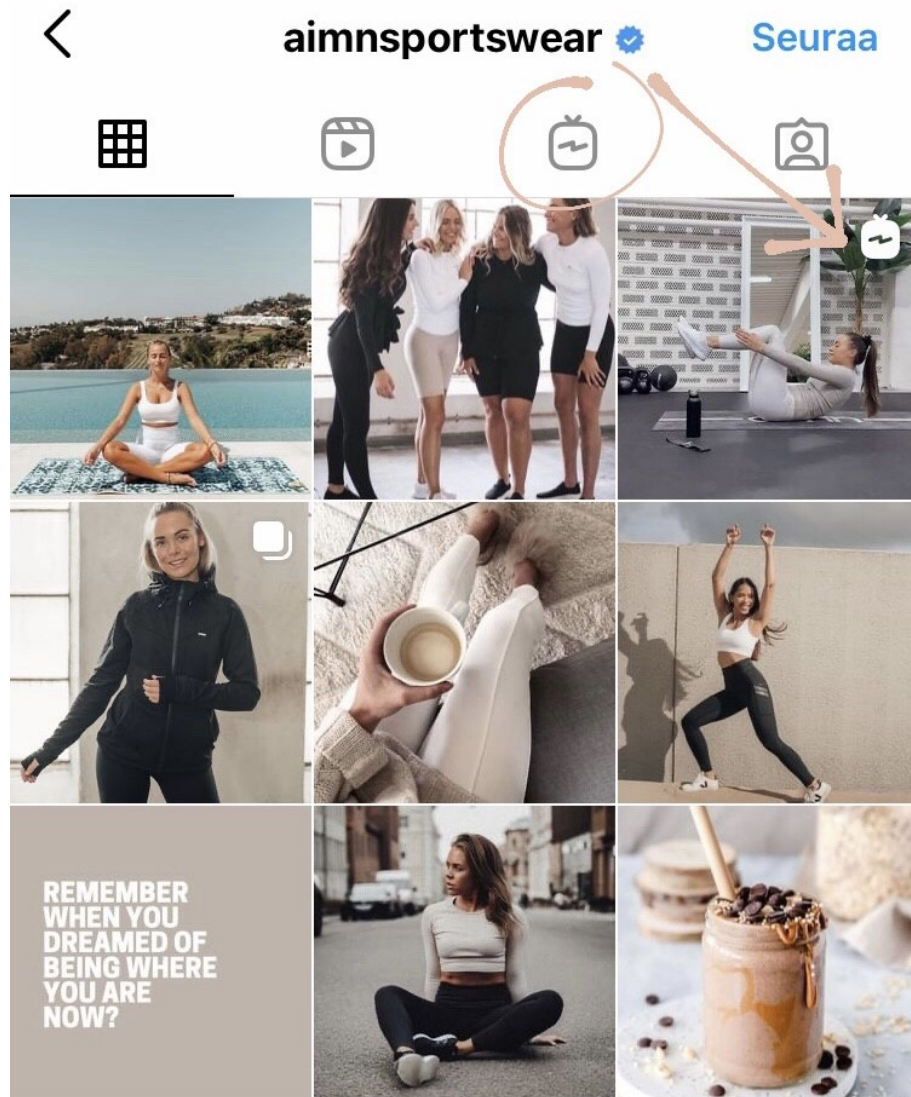 aimnsportswear
Seuraa
REMEMBER
WHEN YOU
DREAMED OF
BEING WHERE
YOU ARE
NOW?